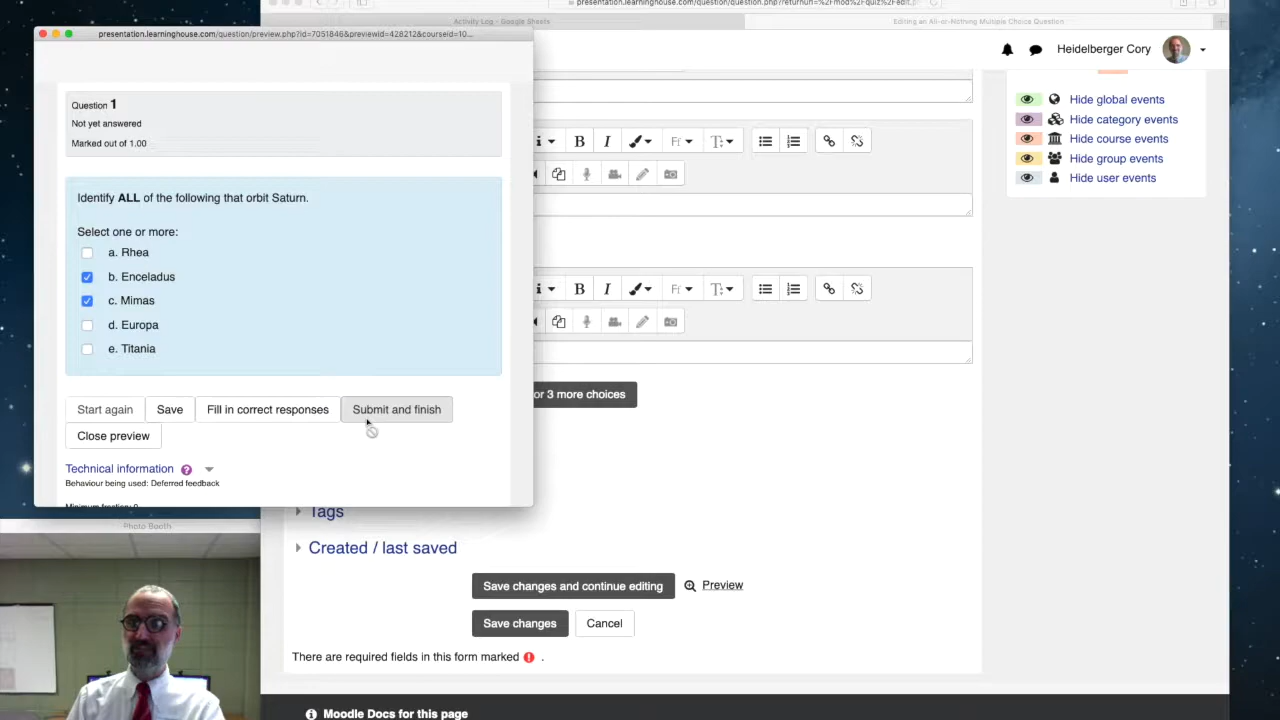 presentation.learninghouse.com/question/question.php?returnurl=%2Fmod%2Fquiz%2Fedit.
Activity Log - Google Sheets
Editing an All-or-Nothing Multiple Choice Question
presentation.learninghouse.com/question/preview.php?id=7051846&previewid=428212&courseid=10...
Heidelberger Cory
Question 1
Not yet answered
Marked out of 1.00
Hide global events
Hide category events
Hide course events
Hide group events
Hide user events
Identify ALL of the following that orbit Saturn.
Select one or more:
a. Rhea
b. Enceladus
c. Mimas
d. Europa
e. Titania
or 3 more choices
Start again
Save
Fill in correct responses
Submit and finish
Close preview
Technical information
Behaviour being used: Deferred feedback
Minimum fraction: 0
Tags
Photo Booth
Created / last saved
Save changes and continue editing
Preview
Save changes
Cancel
There are required fields in this form marked .
Moodle Docs for this page